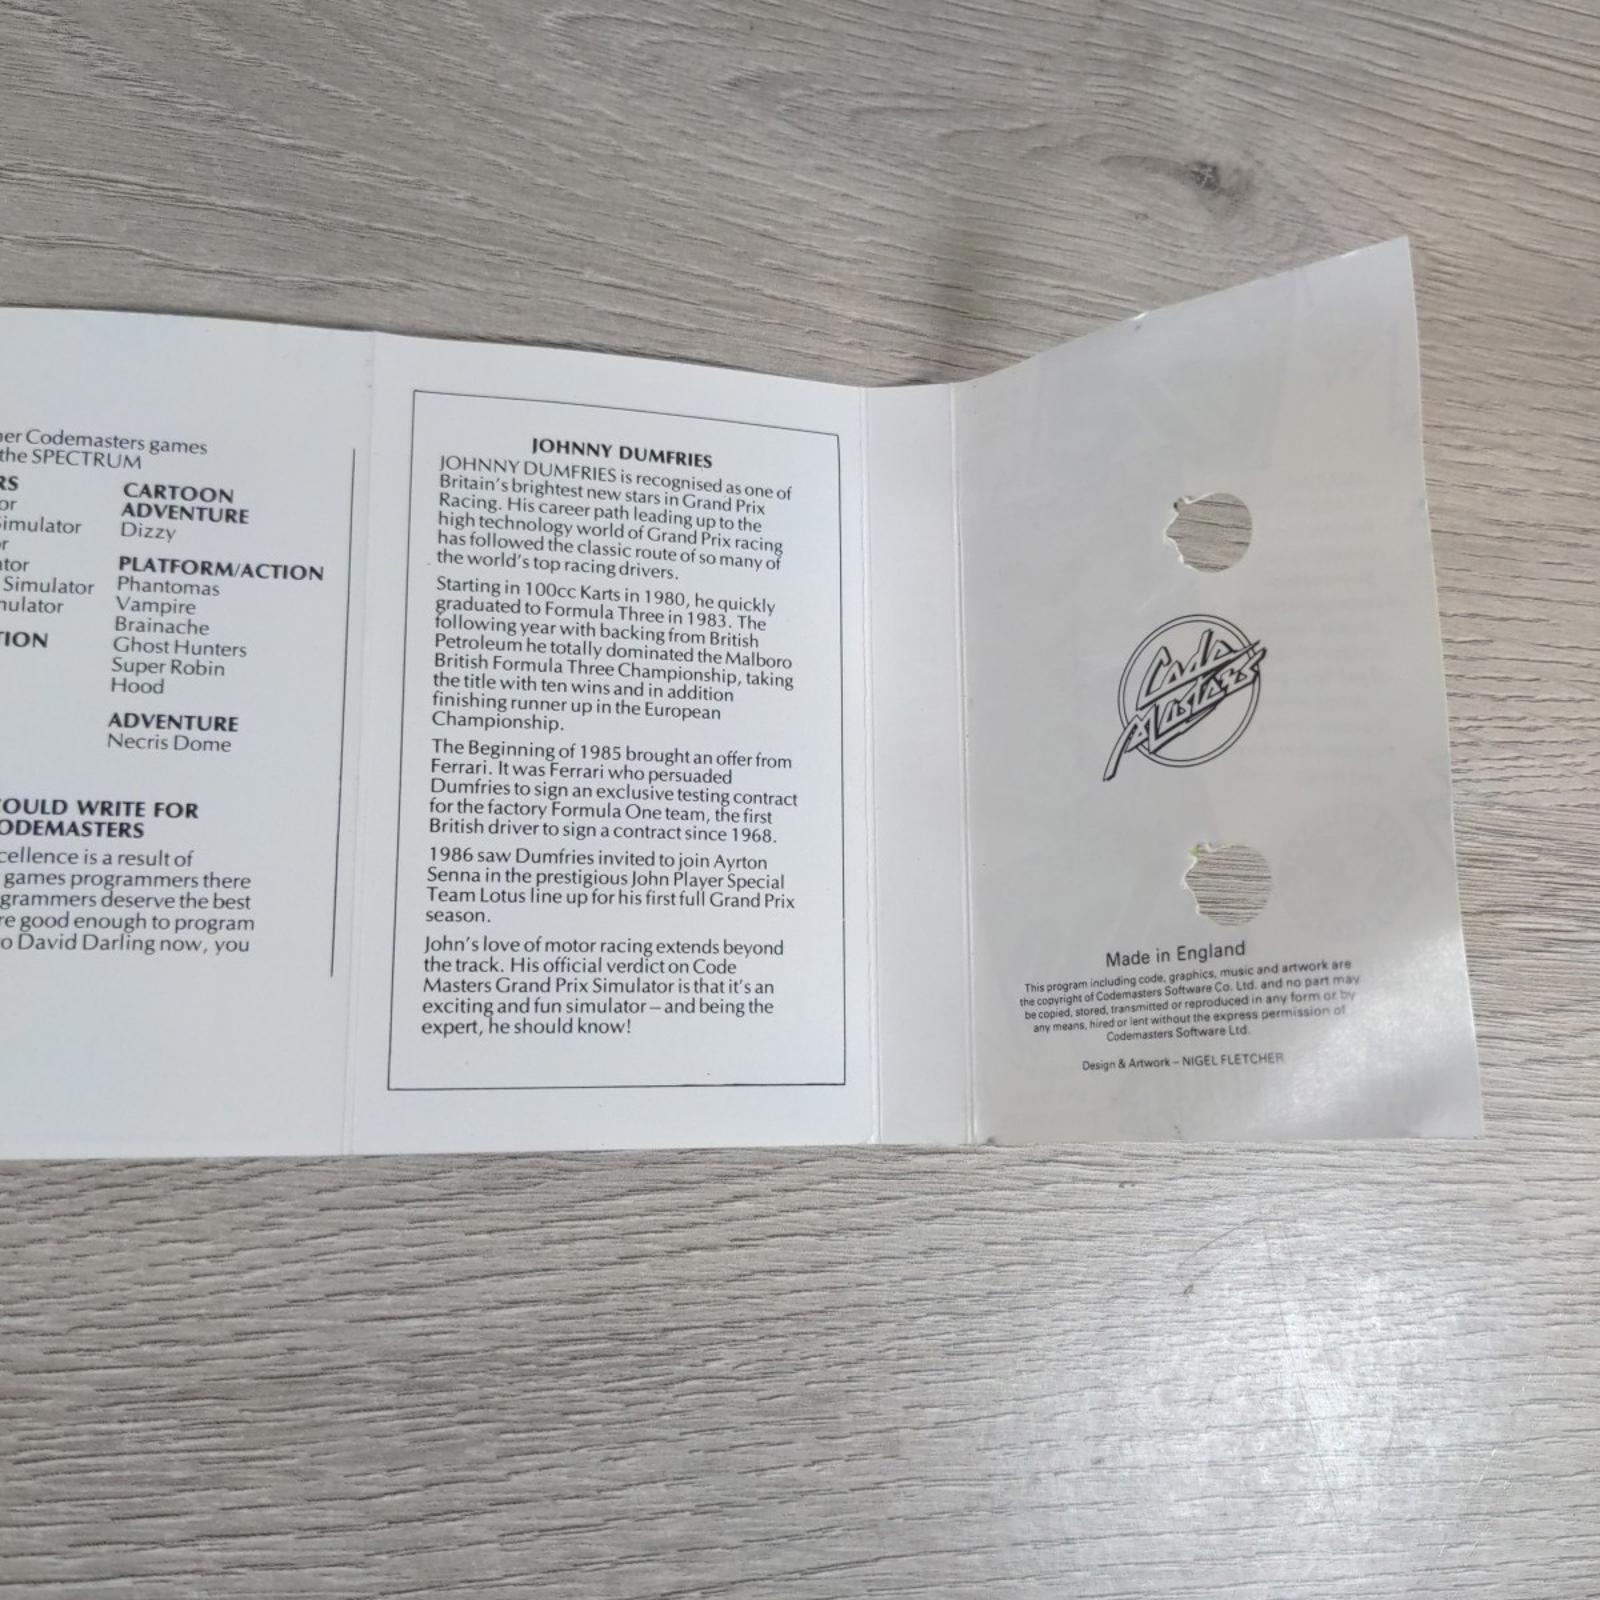 Codemasters games
the SPECTRUM
Simulator
Simulator
CARTOON
ADVENTURE
Dizzy
PLATFORM/ACTION
Phantomas
Vampire
Brainache
Ghost Hunters
Super Robin
Hood
ADVENTURE
Necris Dome
WRITE FOR
is a result of
games programmers there
deserve the best
good enough to program
David Darling now, you
JOHNNY DUMFRIES
JOHNNY DUMFRIES is recognised as one of
Britain's brightest new stars in Grand Prix
Racing. His career path leading up to the
high technology world of Grand Prix racing
has followed the classic route of so many of
the world's top racing drivers.
Starting in 100cc Karts in 1980, he quickly
graduated to Formula Three in 1983. The
following year with backing from British
Petroleum he totally dominated the Malboro
British Formula Three Championship, taking
the title with ten wins and in addition
finishing runner up in the European
Championship.
The Beginning of 1985 brought an offer from
Ferrari. It was Ferrari who persuaded
Dumfries to sign an exclusive testing contract
for the factory Formula One team, the first
British driver to sign a contract since 1968.
1986 saw Dumfries invited to join Ayrton
Senna in the prestigious John Player Special
Team Lotus line up for his first full Grand Prix
season.
John's love of motor racing extends beyond
the track. His official verdict on Code
Masters Grand Prix Simulator is that it's an
exciting and fun simulator – and being the
expert, he should know!
Code
Masters
Made in England
This program including code, graphics, music and artwork are
the copyright of Codemasters Software Co. Ltd. and no part may
be copied, stored, transmitted or reproduced in any form or by
any means, hired or lent without the express permission of
Codemasters Software Ltd.
Design & Artwork – NIGEL FLETCHER